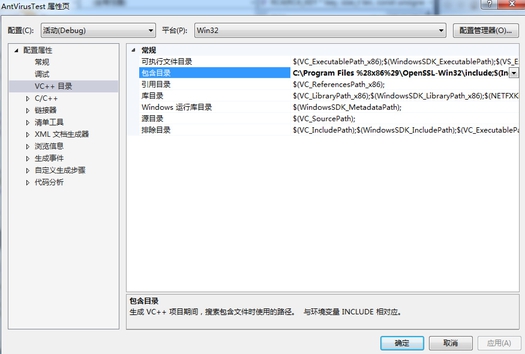 AntVirusTest 属性页
配置(C): 活动(Debug) 平台(P): Win32 配置管理器(O)...
配置属性
常规
调试
VC++ 目录
C/C++
链接器
清单工具
XML 文档生成器
浏览信息
生成事件
自定义生成步骤
代码分析
常规
可执行文件目录 $(VC_ExecutablePath_x86);$(WindowsSDK_ExecutablePath);$(VS_E
包含目录 C:\Program Files %28x86%29\OpenSSL-Win32\include;$(In
引用目录 $(VC_ReferencesPath_x86);
库目录 $(VC_LibraryPath_x86);$(WindowsSDK_LibraryPath_x86);$(NETFXK
Windows 运行库目录 $(WindowsSDK_MetadataPath);
源目录 $(VC_SourcePath);
排除目录 $(VC_IncludePath);$(WindowsSDK_IncludePath);$(VC_ExecutablePa
包含目录
生成 VC++ 项目期间，搜索包含文件时使用的路径。 与环境变量 INCLUDE 相对应。
确定 取消 应用(A)